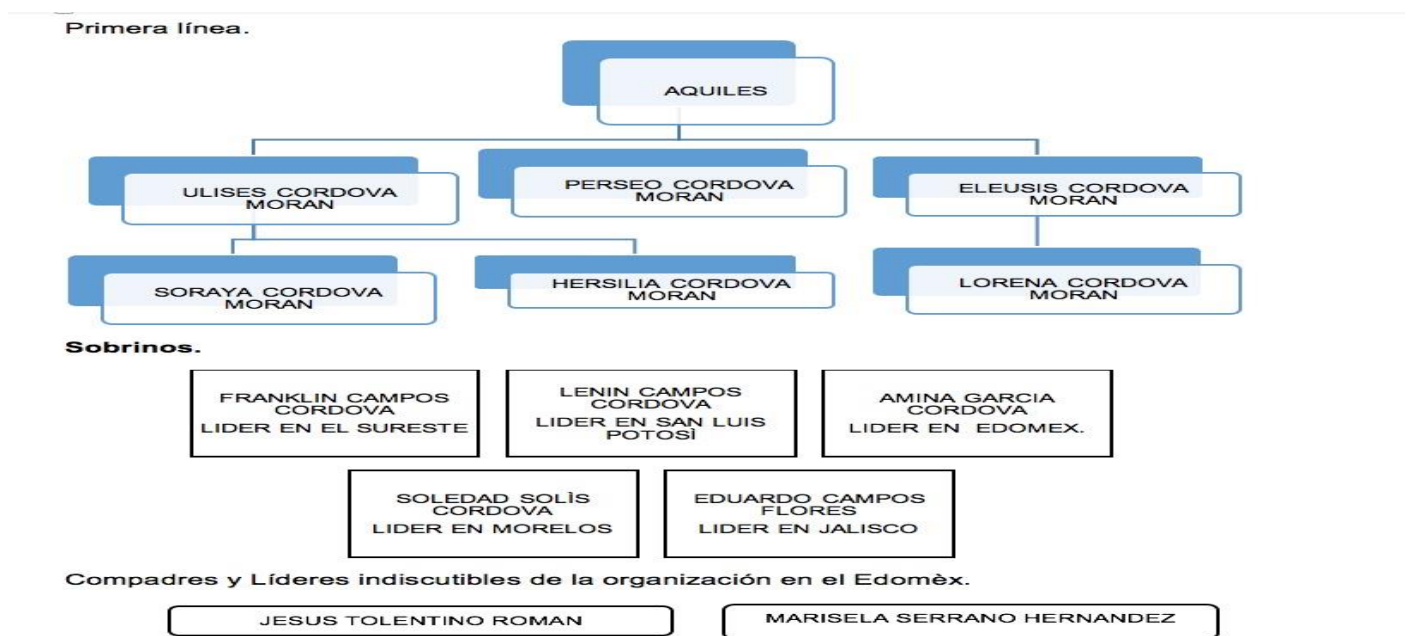 Primera línea.
AQUILES
ULISES CORDOVA
MORAN
PERSEO CORDOVA
MORAN
ELEUSIS CORDOVA
MORAN
SORAYA CORDOVA
MORAN
HERSILIA CORDOVA
MORAN
LORENA CORDOVA
MORAN
Sobrinos.
FRANKLIN CAMPOS
CORDOVA
LIDER EN EL SURESTE
LENIN CAMPOS
CORDOVA
LIDER EN SAN LUIS
POTOSÌ
AMINA GARCIA
CORDOVA
LIDER EN EDOMEX.
SOLEDAD SOLÌS
CORDOVA
LIDER EN MORELOS
EDUARDO CAMPOS
FLORES
LIDER EN JALISCO
Compadres y Líderes indiscutibles de la organización en el Edomèx.
JESUS TOLENTINO ROMAN
MARISELA SERRANO HERNANDEZ